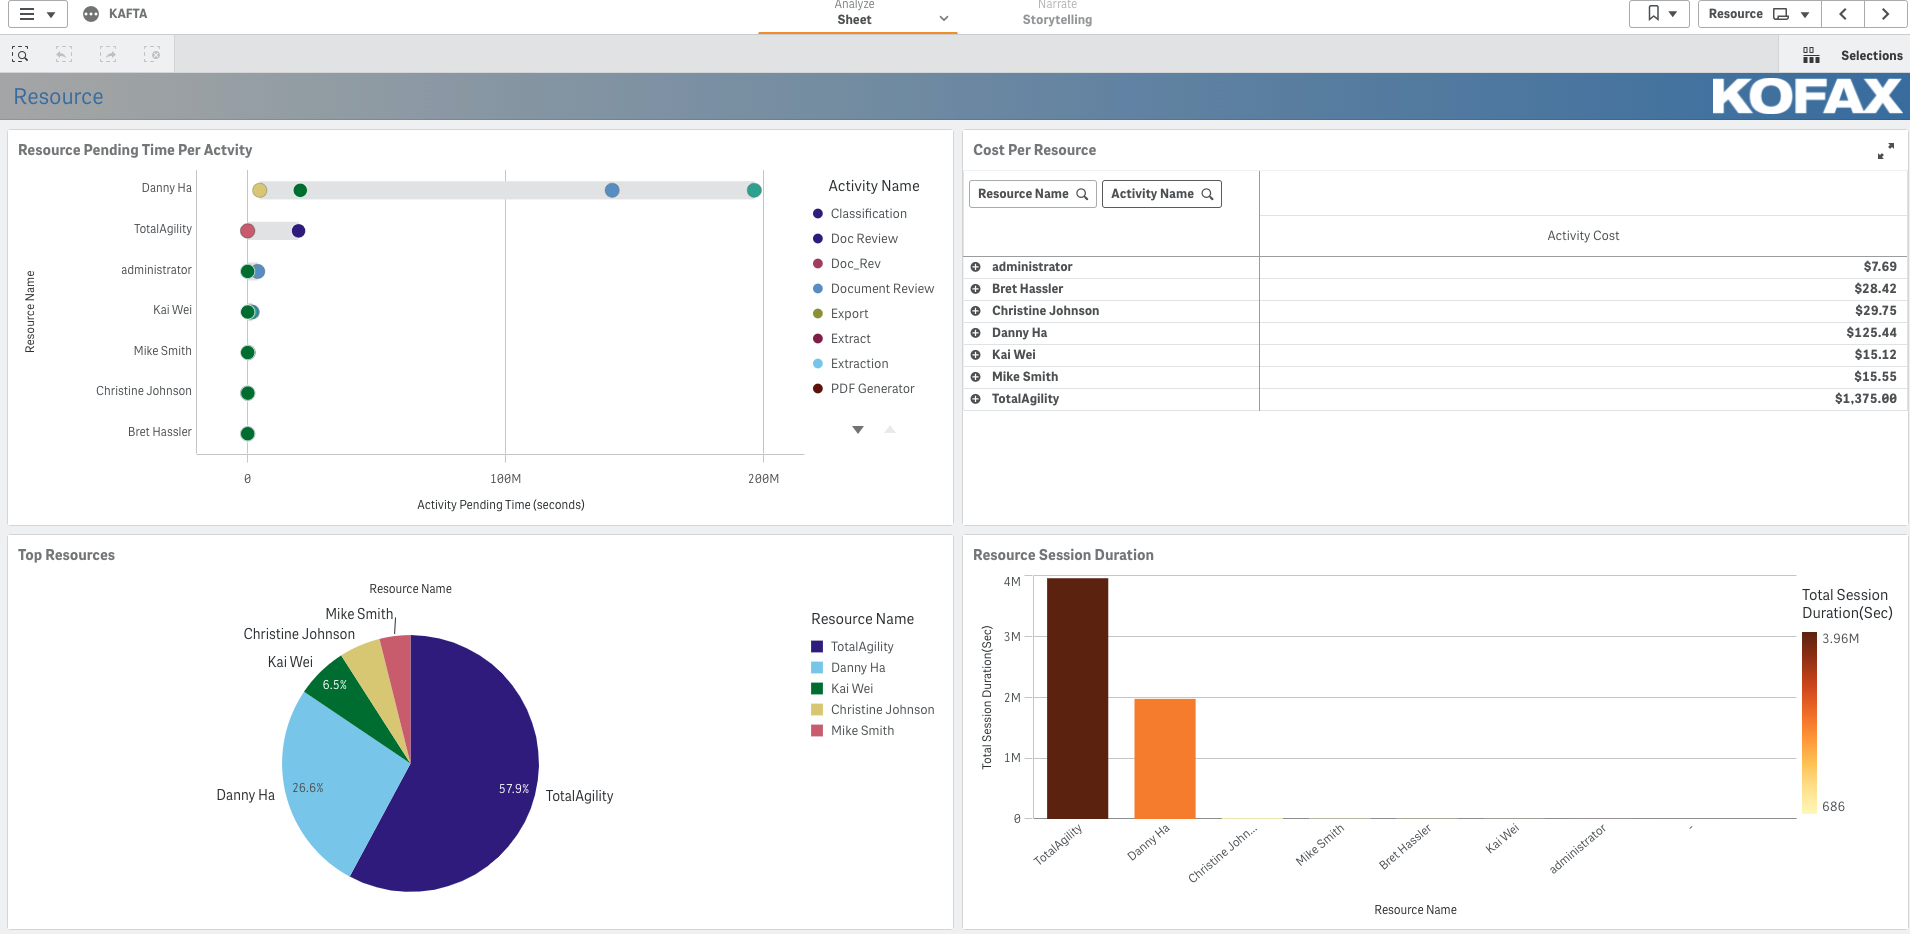 KAFTA
Analyze
Sheet
Narrate
Storytelling
Resource
Selections
Resource
KOFAX
Resource Pending Time Per Actvity
Resource Name
Danny Ha
TotalAgility
administrator
Kai Wei
Mike Smith
Christine Johnson
Bret Hassler
0
100M
200M
Activity Pending Time (seconds)
Activity Name
Classification
Doc Review
Doc_Rev
Document Review
Export
Extract
Extraction
PDF Generator
Cost Per Resource
Resource Name
Activity Name
Activity Cost
administrator $7.69
Bret Hassler $28.42
Christine Johnson $29.75
Danny Ha $125.44
Kai Wei $15.12
Mike Smith $15.55
TotalAgility $1,375.00
Top Resources
Resource Name
Mike Smith
Christine Johnson
Kai Wei
6.5%
Danny Ha
26.6%
57.9%
TotalAgility
Resource Name
TotalAgility
Danny Ha
Kai Wei
Christine Johnson
Mike Smith
Resource Session Duration
Total Session Duration(Sec)
4M
3M
2M
1M
0
TotalAgility
Danny Ha
Christine John...
Mike Smith
Bret Hassler
Kai Wei
administrator
-
Resource Name
Total Session
Duration(Sec)
3.96M
686